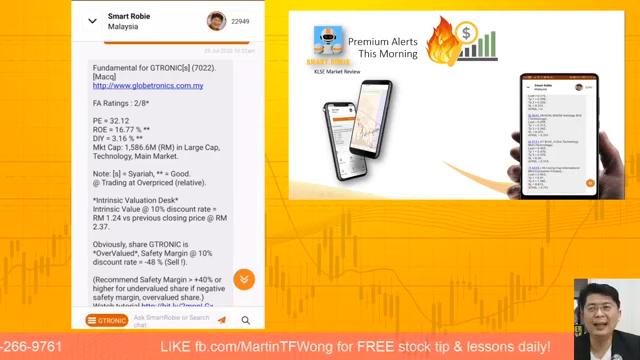 Smart Robie
Malaysia
22949
Fundamental for GTRONIC[s] (7022).
[Macq]
http://www.globetronics.com.my
FA Ratings : 2/8*
PE = 32.12
ROE = 16.77 % **
DIY = 3.16 % **
Mkt Cap: 1,586.6M (RM) in Large Cap,
Technology, Main Market.
Note: [s] = Syariah, ** = Good.
@ Trading at Overpriced (relative).
*Intrinsic Valuation Desk*
Intrinsic Value @ 10% discount rate =
RM 1.24 vs previous closing price @ RM
2.37.
Obviously, share GTRONIC is
*OverValued*, Safety Margin @ 10%
discount rate = -48 % (Sell !).
(Recommend Safety Margin > +40% or
higher for undervalued share if negative
safety margin, overvalued share.)
GTRONIC
Ask SmartRobie or Search
chat.
SMART ROBIE
KLSE Market Review
Premium Alerts
This Morning
-266-9761
LIKE fb.com/MartinTFWong for FREE stock tip & lessons daily!